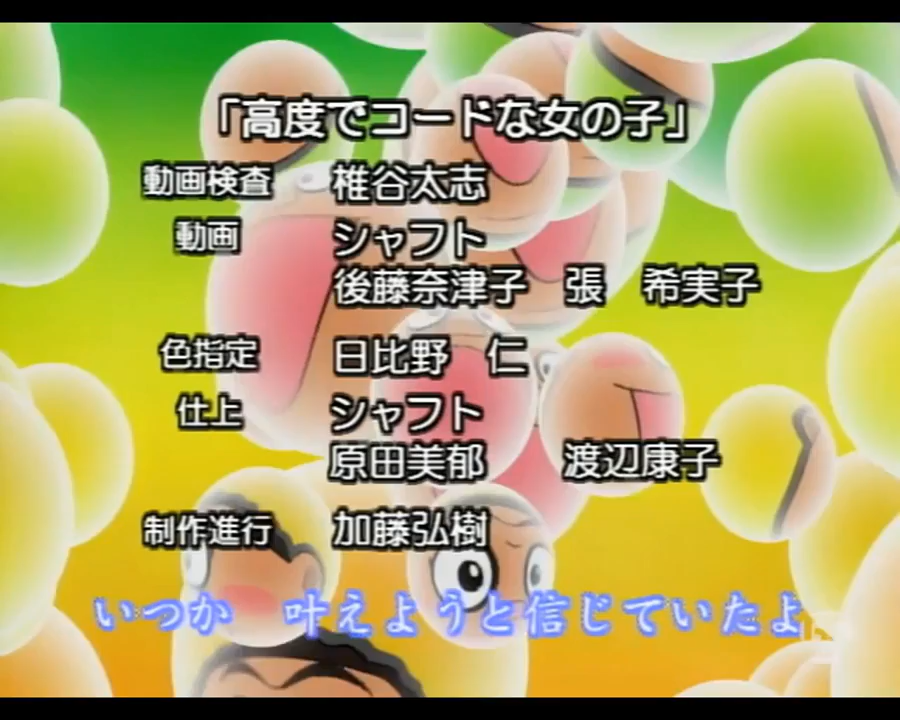 「高度でコードな女の子」
動画検査 椎谷太志
動画 シャフト
後藤奈津子 張 希実子
色指定 日比野 仁
仕上 シャフト
原田美郁 渡辺康子
制作進行 加藤弘樹
いつか 叶えようと信じていたよ